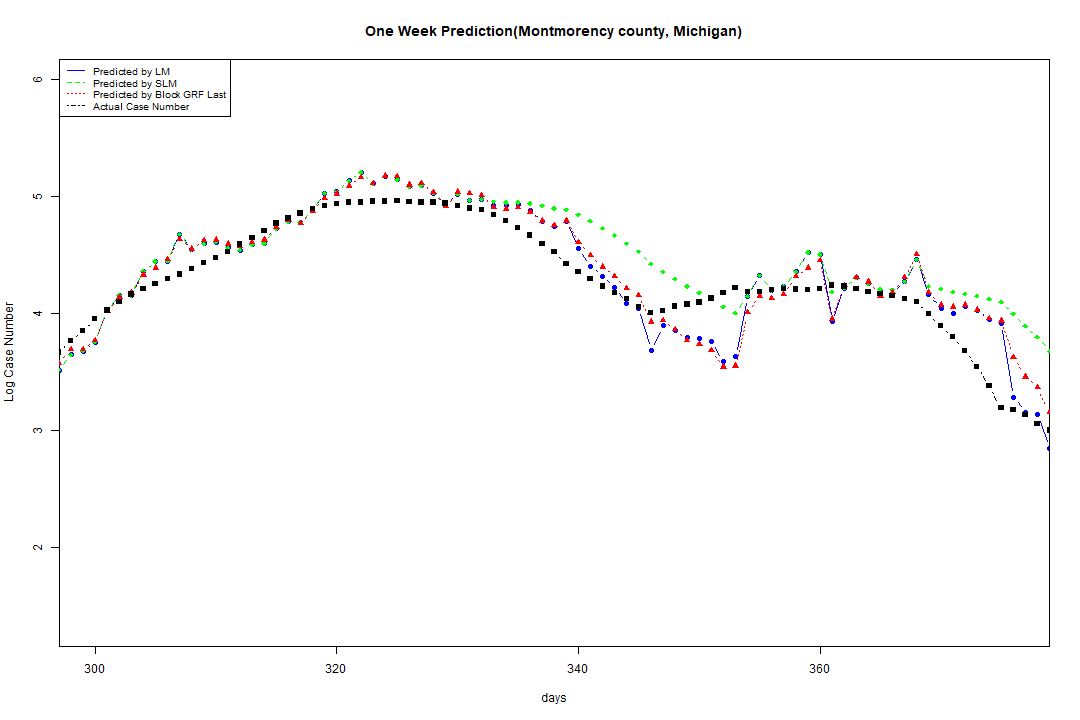 One Week Prediction(Montmorency county, Michigan)
Predicted by LM
Predicted by SLM
Predicted by Block GRF Last
Actual Case Number
6
5
4
3
2
Log Case Number
300 320 340 360
days